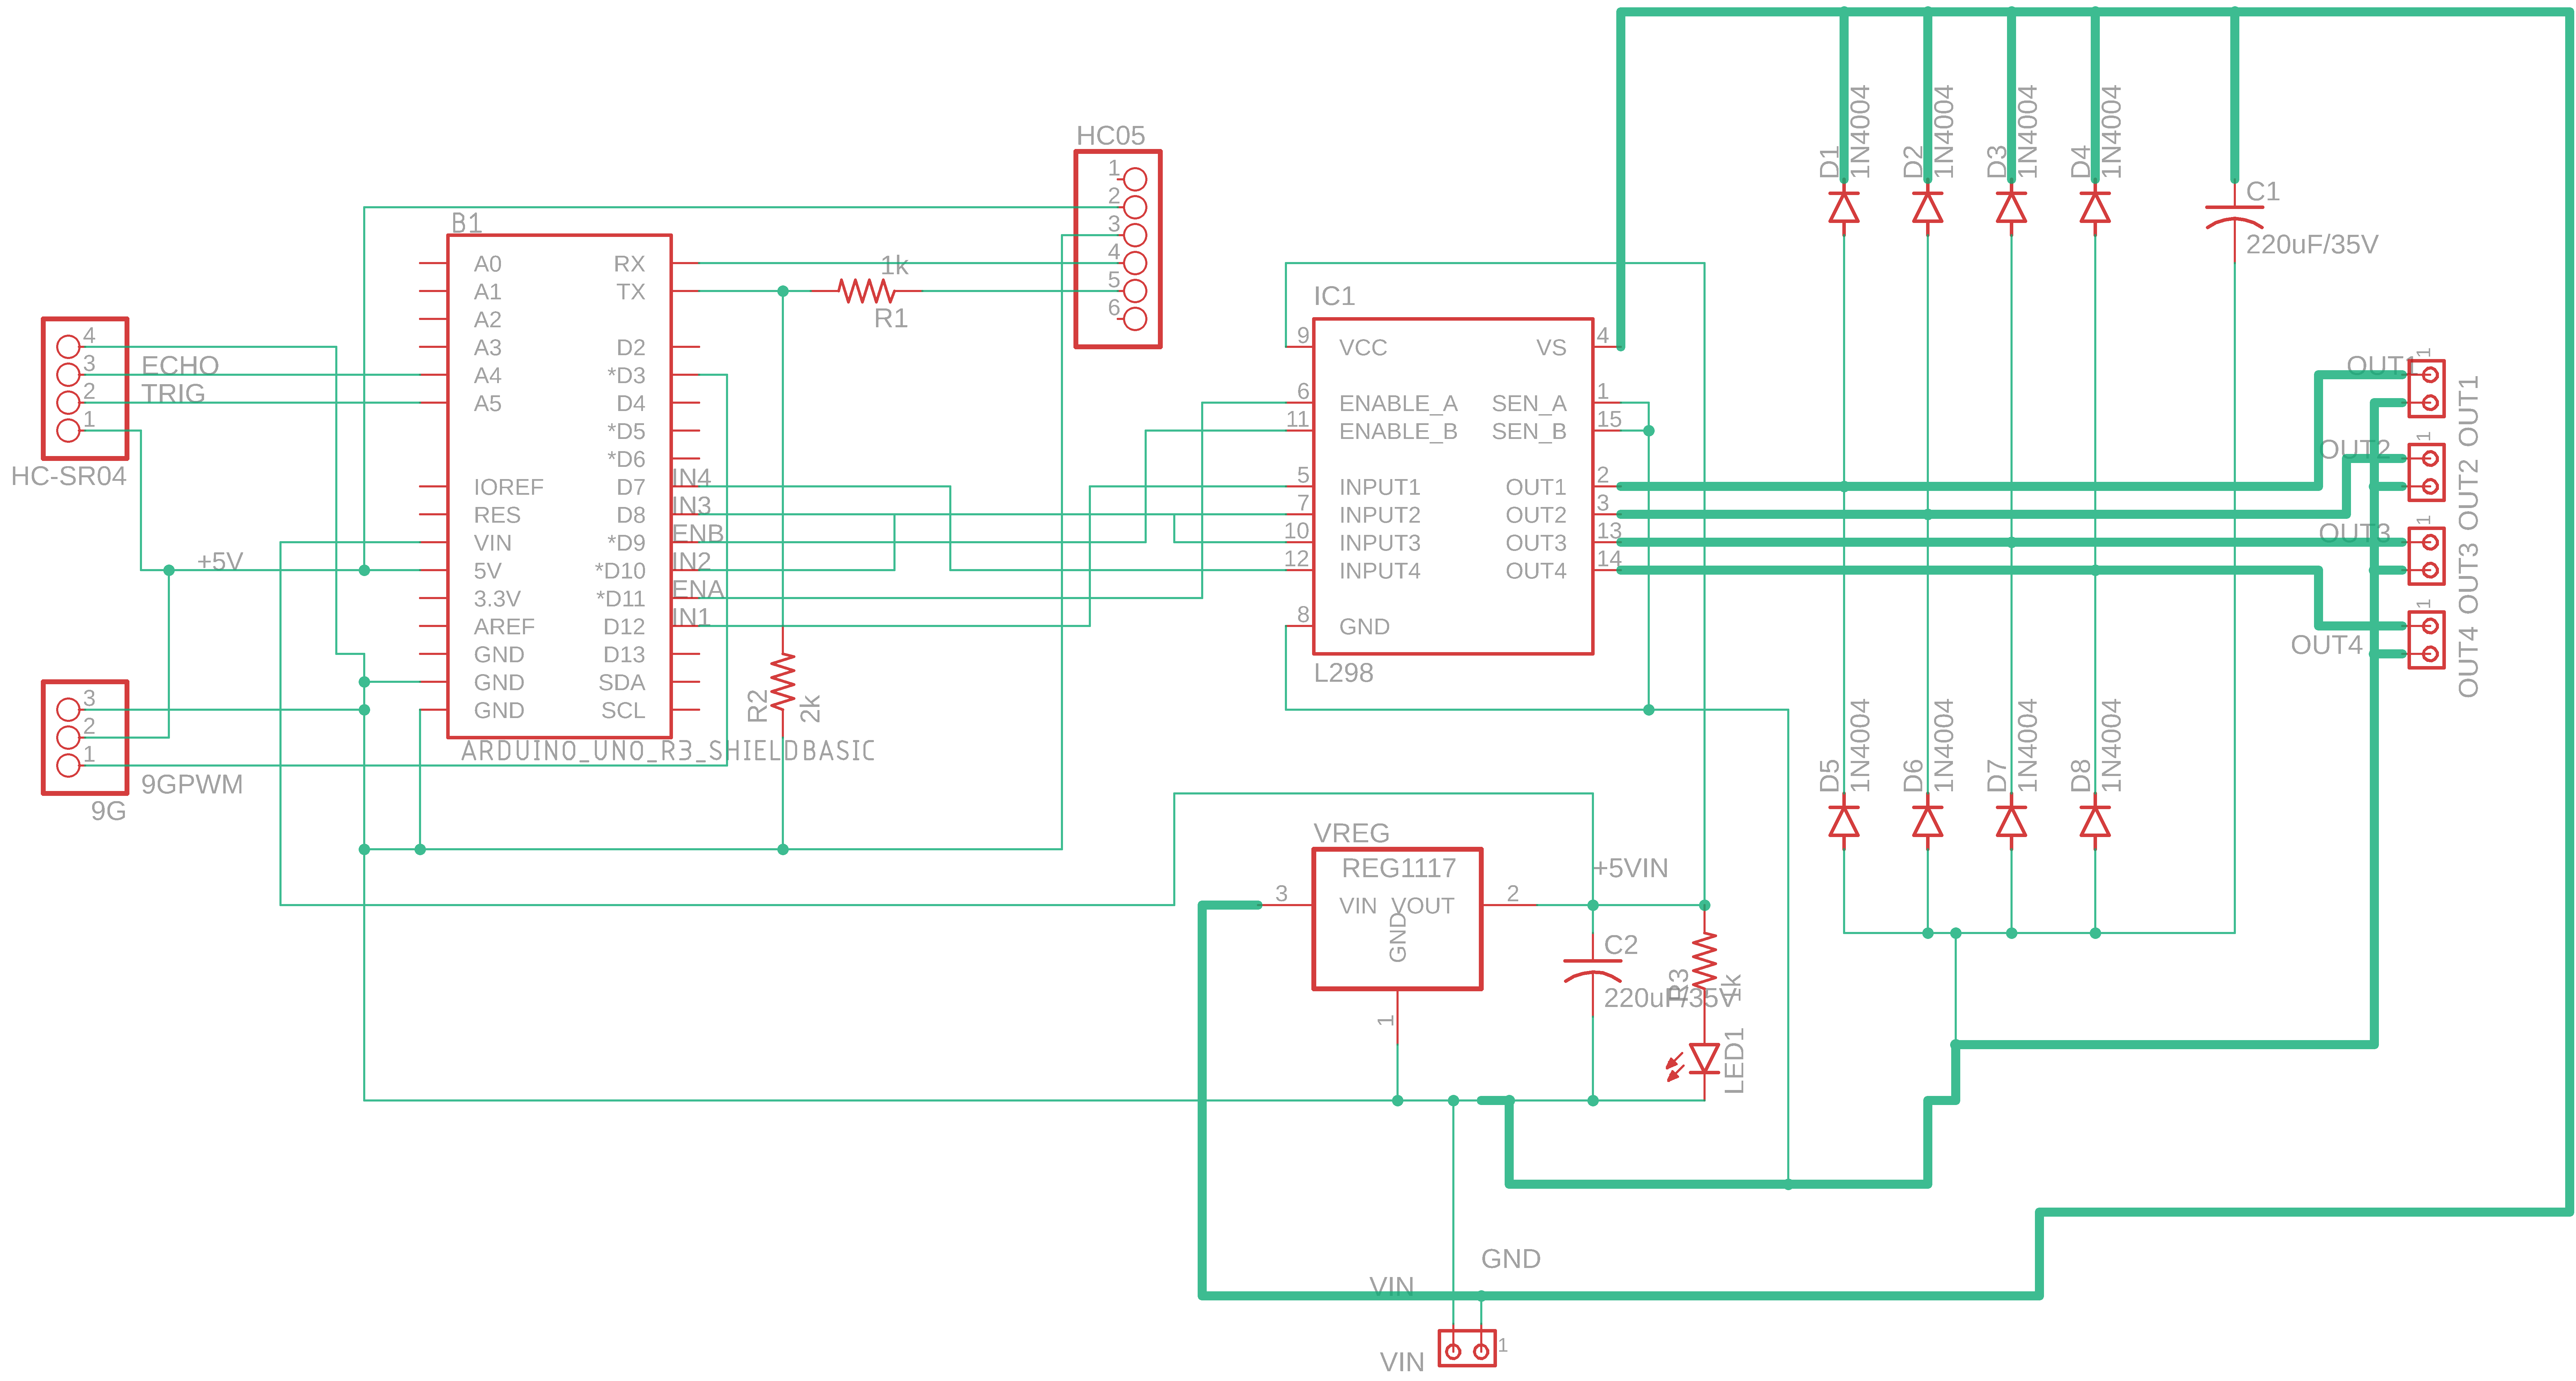 HC05
1
2
3
4
5
6
B1
A0
A1
A2
A3
A4
A5
IOREF
RES
VIN
5V
3.3V
AREF
GND
GND
GND
RX
TX
D2
*D3
D4
*D5
*D6
D7
D8
*D9
*D10
*D11
D12
D13
SDA
SCL
IN4
IN3
ENB
IN2
ENA
IN1
ARDUINO_UNO_R3_SHIELDBASIC
1k
R1
R2
2k
4
3
2
1
ECHO
TRIG
HC-SR04
+5V
3
2
1
9GPWM
9G
IC1
9
6
11
5
7
10
12
8
VCC
ENABLE_A
ENABLE_B
INPUT1
INPUT2
INPUT3
INPUT4
GND
VS
SEN_A
SEN_B
OUT1
OUT2
OUT3
OUT4
4
1
15
2
3
13
14
L298
D1
1N4004
D2
1N4004
D3
1N4004
D4
1N4004
C1
220uF/35V
OUT1
1
OUT1
OUT2
1
OUT2
OUT3
1
OUT3
OUT4
1
OUT4
D5
1N4004
D6
1N4004
D7
1N4004
D8
1N4004
VREG
REG1117
3
VIN
VOUT
2
GND
1
+5VIN
C2
220uF/35V
R3
1k
LED1
GND
VIN
VIN
1